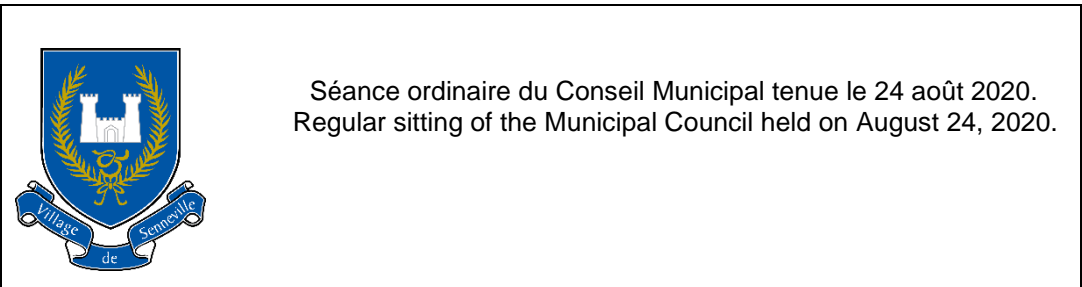 Séance ordinaire du Conseil Municipal tenue le 24 août 2020.
Regular sitting of the Municipal Council held on August 24, 2020.
Village
de
Senneville